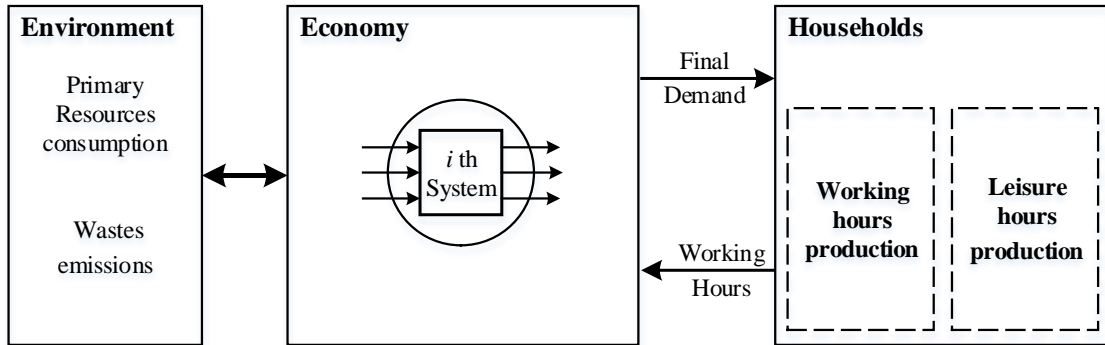 Environment
Primary
Resources
consumption
Wastes
emissions
Economy
i th
System
Final
Demand
Working
Hours
Households
Working
hours
production
Leisure
hours
production